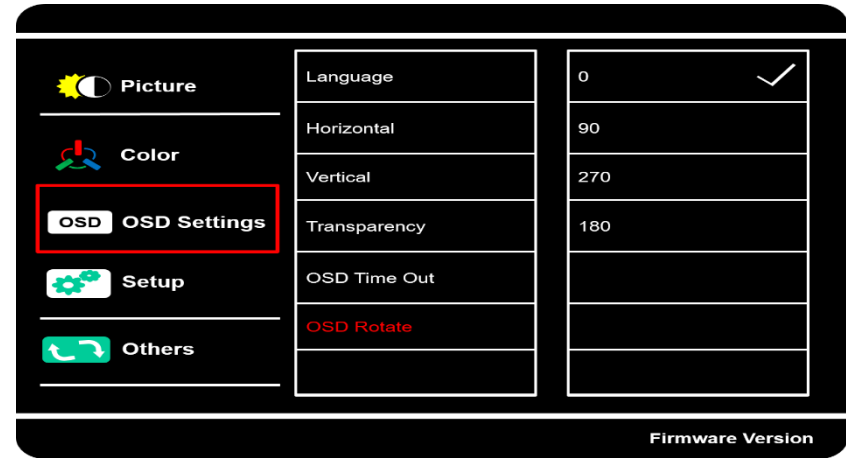 Picture
Color
OSD OSD Settings
Setup
Others
Language
Horizontal
Vertical
Transparency
OSD Time Out
OSD Rotate
0
90
270
180
Firmware Version